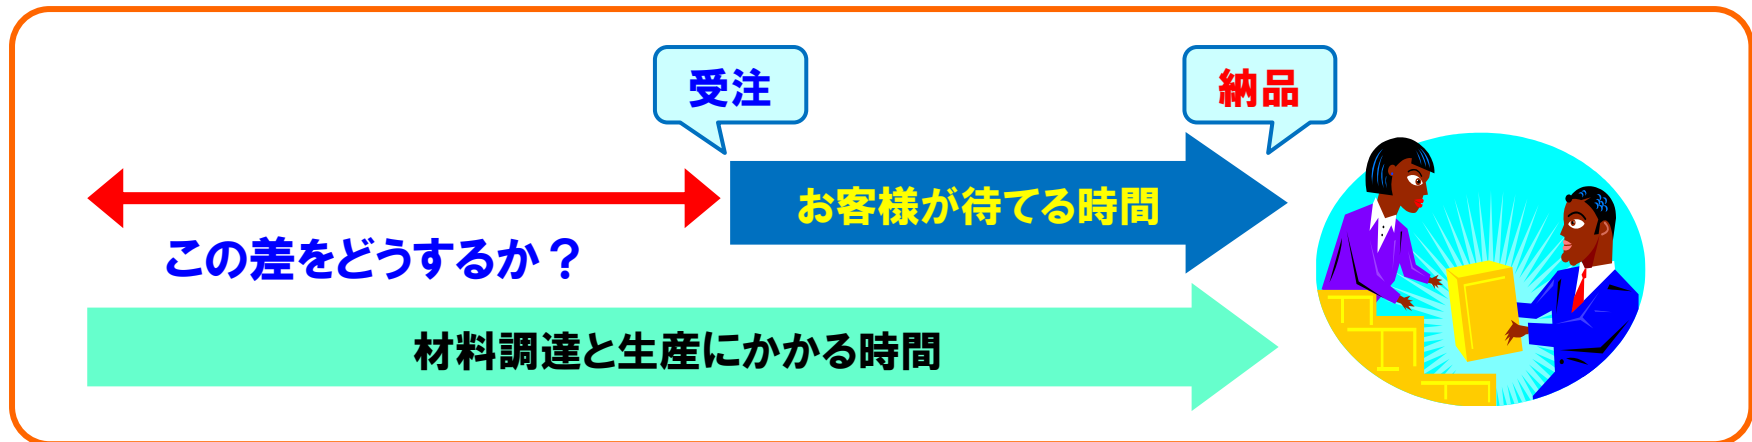 受注
納品
お客様が待てる時間
この差をどうするか？
材料調達と生産にかかる時間